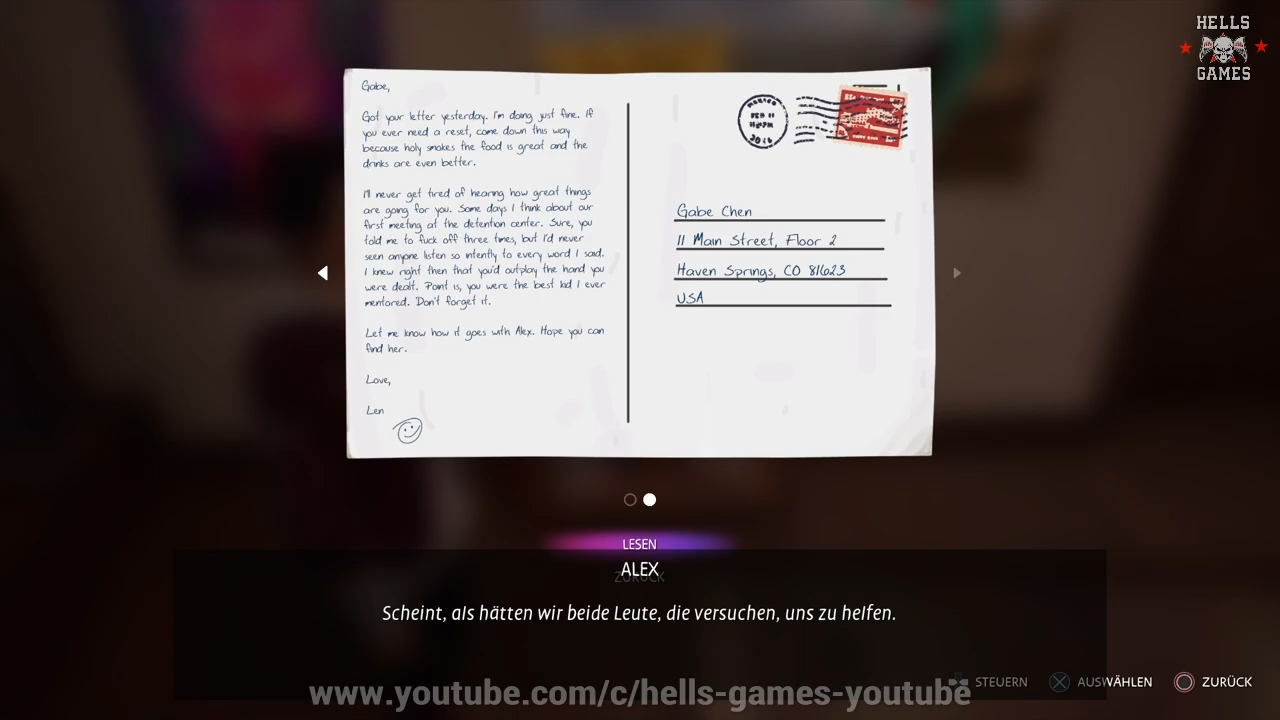 HELLS
GAMES
Gabe,
Got your letter yesterday. I'm doing just fine. If
you ever need a reset, come down this way
because holy smokes the food is great and the
drinks are even better.
I'll never get tired of hearing how great things
are going for you. Some days I think about our
first meeting at the detention center. Sure, you
told me to fuck off three times, but I'd never
seen anyone listen so intently to every word I said.
I knew right then that you'd outplay the hand you
were dealt. Point is, you were the best kid I ever
mentored. Don't forget it.
Let me know how it goes with Alex. Hope you can
find her.
Love,
Len
FEB 11
Gabe Chen
11 Main Street, Floor 2
Haven Springs, CO 81623
USA
LESEN
ALEX
ZURÜCK
Scheint, als hätten wir beide Leute, die versuchen, uns zu helfen.
STEUERN
AUSWÄHLEN
ZURÜCK
www.youtube.com/c/hells-games-youtube